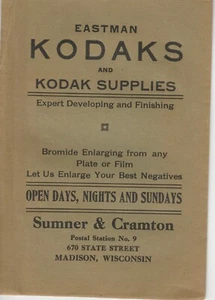 EASTMAN
KODAKS
AND
KODAK SUPPLIES
Expert Developing and Finishing
Bromide Enlarging from any
Plate or Film
Let Us Enlarge Your Best Negatives
OPEN DAYS, NIGHTS AND SUNDAYS
Sumner & Cramton
Postal Station No. 9
670 STATE STREET
MADISON, WISCONSIN